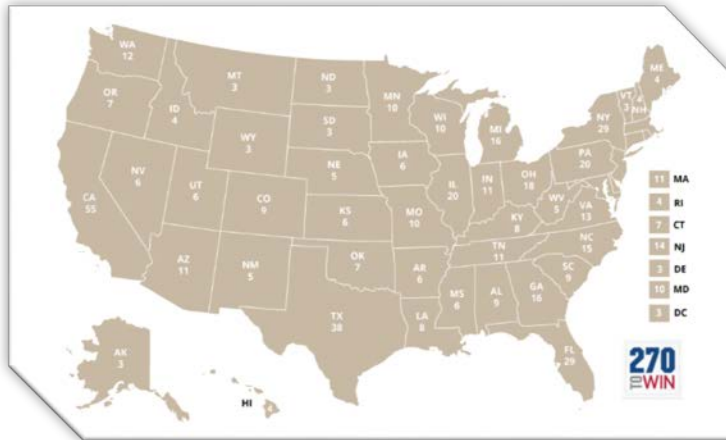 WA
12
OR
7
CA
55
NV
6
ID
4
MT
3
WY
3
UT
6
AZ
11
CO
9
NM
5
ND
3
SD
3
NE
5
KS
6
OK
7
TX
38
MN
10
IA
6
MO
10
AR
6
LA
8
WI
10
IL
20
MI
16
IN
11
OH
18
KY
8
TN
11
MS
6
AL
9
GA
16
FL
29
SC
9
NC
15
VA
13
WV
5
PA
20
NY
29
VT
3
4
NH
ME
4
11 MA
4 RI
7 CT
14 NJ
3 DE
10 MD
3 DC
AK
3
HI
4
270
TO WIN